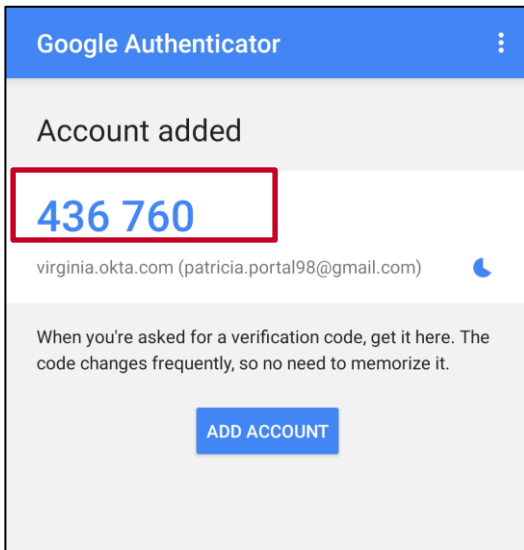 Google Authenticator
Account added
436 760
virginia.okta.com (patricia.portal98@gmail.com)
When you're asked for a verification code, get it here. The
code changes frequently, so no need to memorize it.
ADD ACCOUNT